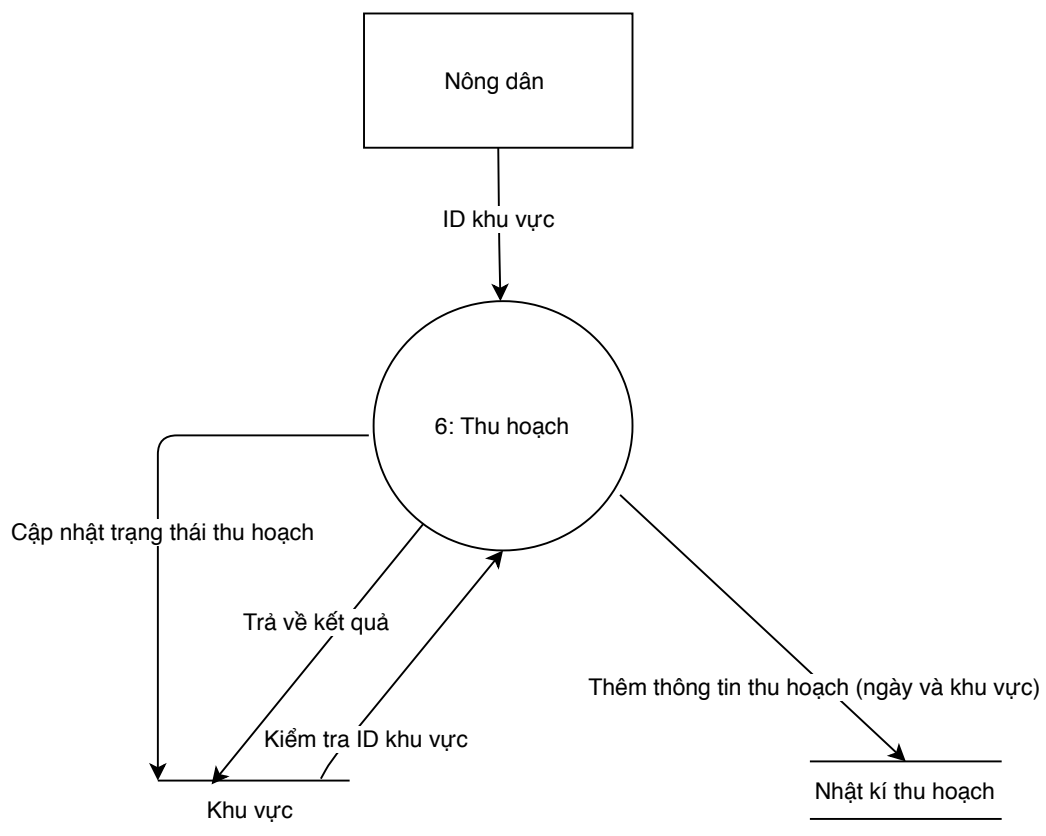 Nông dân
ID khu vực
6: Thu hoạch
Cập nhật trạng thái thu hoạch
Trả về kết quả
Thêm thông tin thu hoạch (ngày và khu vực)
Kiểm tra ID khu vực
Nhật kí thu hoạch
Khu vực